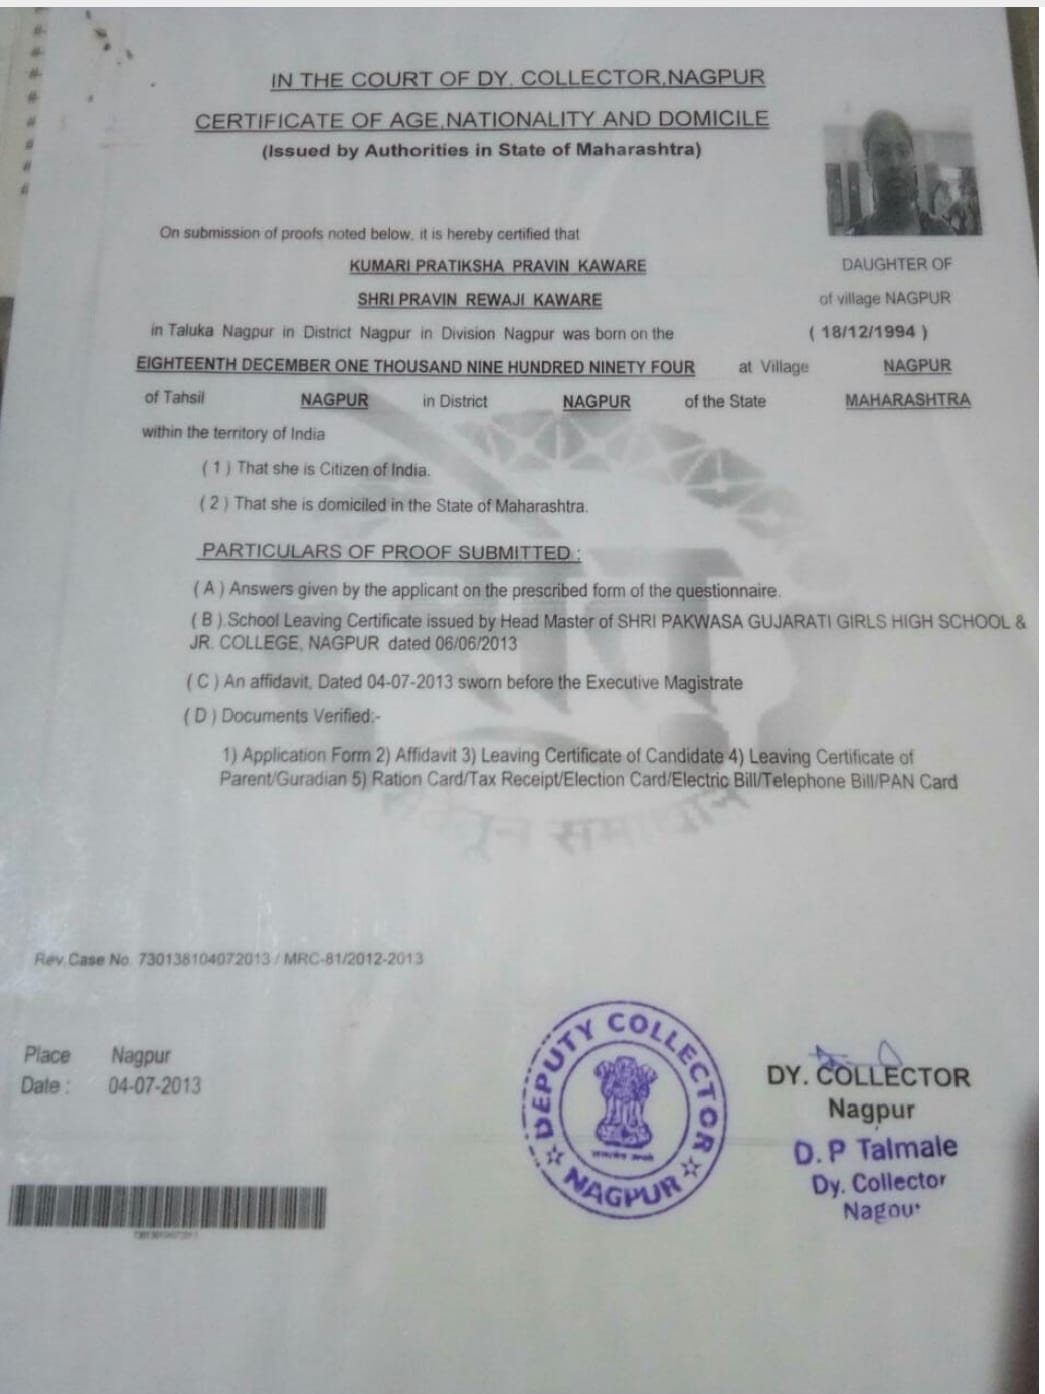 IN THE COURT OF DY. COLLECTOR,NAGPUR
CERTIFICATE OF AGE,NATIONALITY AND DOMICILE
(Issued by Authorities in State of Maharashtra)
On submission of proofs noted below, it is hereby certified that
KUMARI PRATIKSHA PRAVIN KAWARE DAUGHTER OF
SHRI PRAVIN REWAJI KAWARE of village NAGPUR
in Taluka Nagpur in District Nagpur in Division Nagpur was born on the ( 18/12/1994 )
EIGHTEENTH DECEMBER ONE THOUSAND NINE HUNDRED NINETY FOUR at Village NAGPUR
of Tahsil NAGPUR in District NAGPUR of the State MAHARASHTRA
within the territory of India
( 1 ) That she is Citizen of India.
( 2 ) That she is domiciled in the State of Maharashtra.
PARTICULARS OF PROOF SUBMITTED :
( A ) Answers given by the applicant on the prescribed form of the questionnaire.
( B ) School Leaving Certificate issued by Head Master of SHRI PAKWASA GUJARATI GIRLS HIGH SCHOOL &
JR. COLLEGE, NAGPUR dated 06/06/2013
( C ) An affidavit, Dated 04-07-2013 sworn before the Executive Magistrate
( D ) Documents Verified:-
1) Application Form 2) Affidavit 3) Leaving Certificate of Candidate 4) Leaving Certificate of
Parent/Guradian 5) Ration Card/Tax Receipt/Election Card/Electric Bill/Telephone Bill/PAN Card
सेतू
समाधान
Rev.Case No. 730138104072013 / MRC-81/2012-2013
Place Nagpur
Date : 04-07-2013
DEPUTY COLLECTOR
NAGPUR
DY. COLLECTOR
Nagpur
D. P Talmale
Dy. Collector
Nagpur